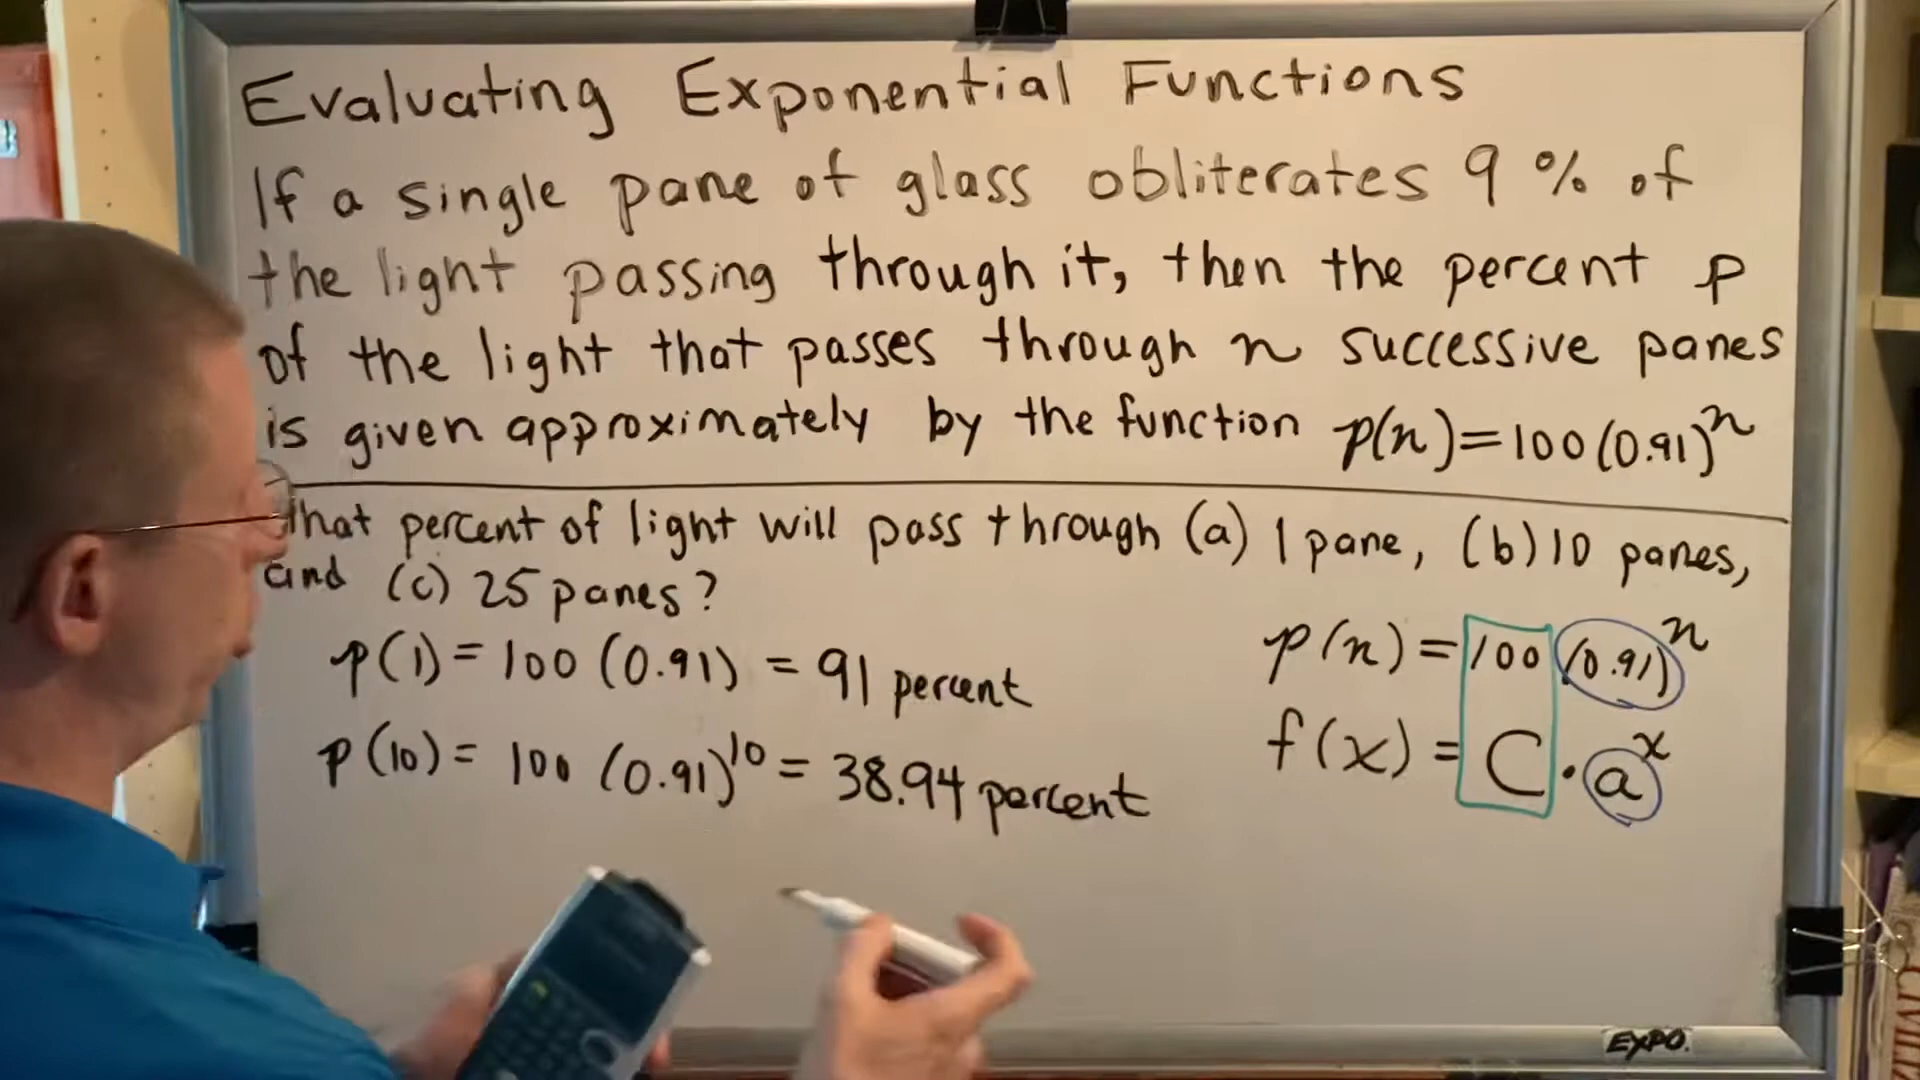 Evaluating Exponential Functions
If a single pane of glass obliterates 9 % of
the light passing through it, then the percent p
of the light that passes through n successive panes
is given approximately by the function p(n)=100(0.91)^n
hat percent of light will pass through (a) 1 pane, (b) 10 panes,
and (c) 25 panes?
p(1) = 100 (0.91) = 91 percent
p(10) = 100 (0.91)^10 = 38.94 percent
p(n) = 100 (0.91)^n
f(x) = C · a^x
EXPO.